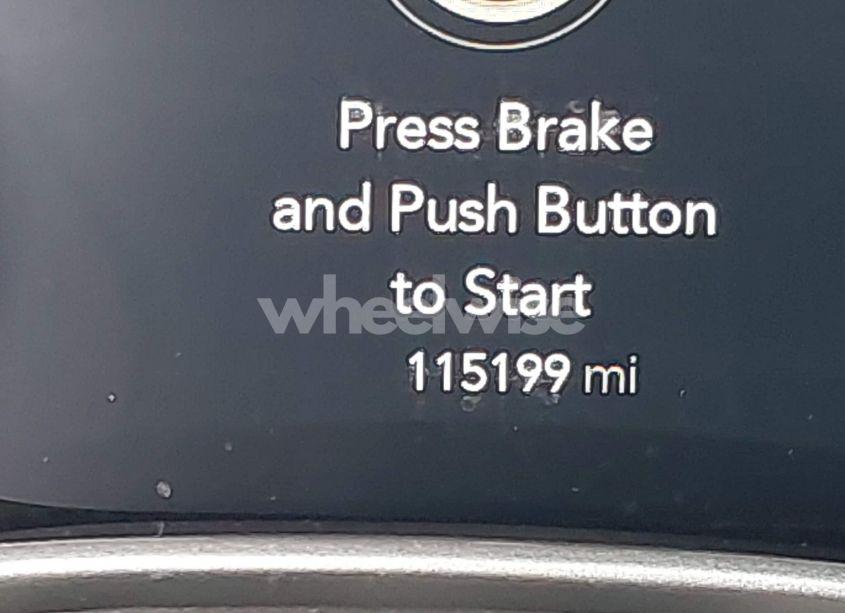 Press Brake
and Push Button
to Start
wheelwise
115199 mi